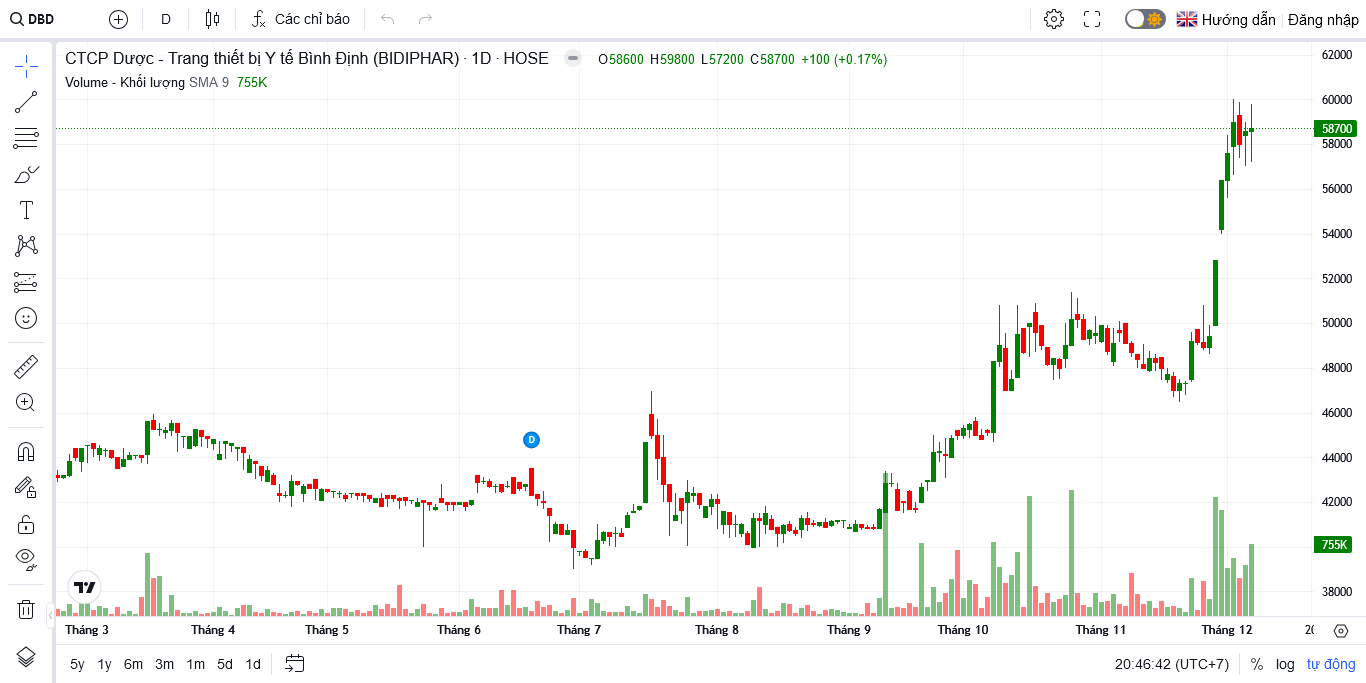 DBD D Các chỉ báo Hướng dẫn Đăng nhập
CTCP Dược - Trang thiết bị Y tế Bình Định (BIDIPHAR) · 1D · HOSE O58600 H59800 L57200 C58700 +100 (+0.17%)
Volume - Khối lượng SMA 9 755K
62000
60000
58700
58000
56000
54000
52000
50000
48000
46000
44000
42000
755K
38000
D
Tháng 3 Tháng 4 Tháng 5 Tháng 6 Tháng 7 Tháng 8 Tháng 9 Tháng 10 Tháng 11 Tháng 12
5y 1y 6m 3m 1m 5d 1d 20:46:42 (UTC+7) % log tự động